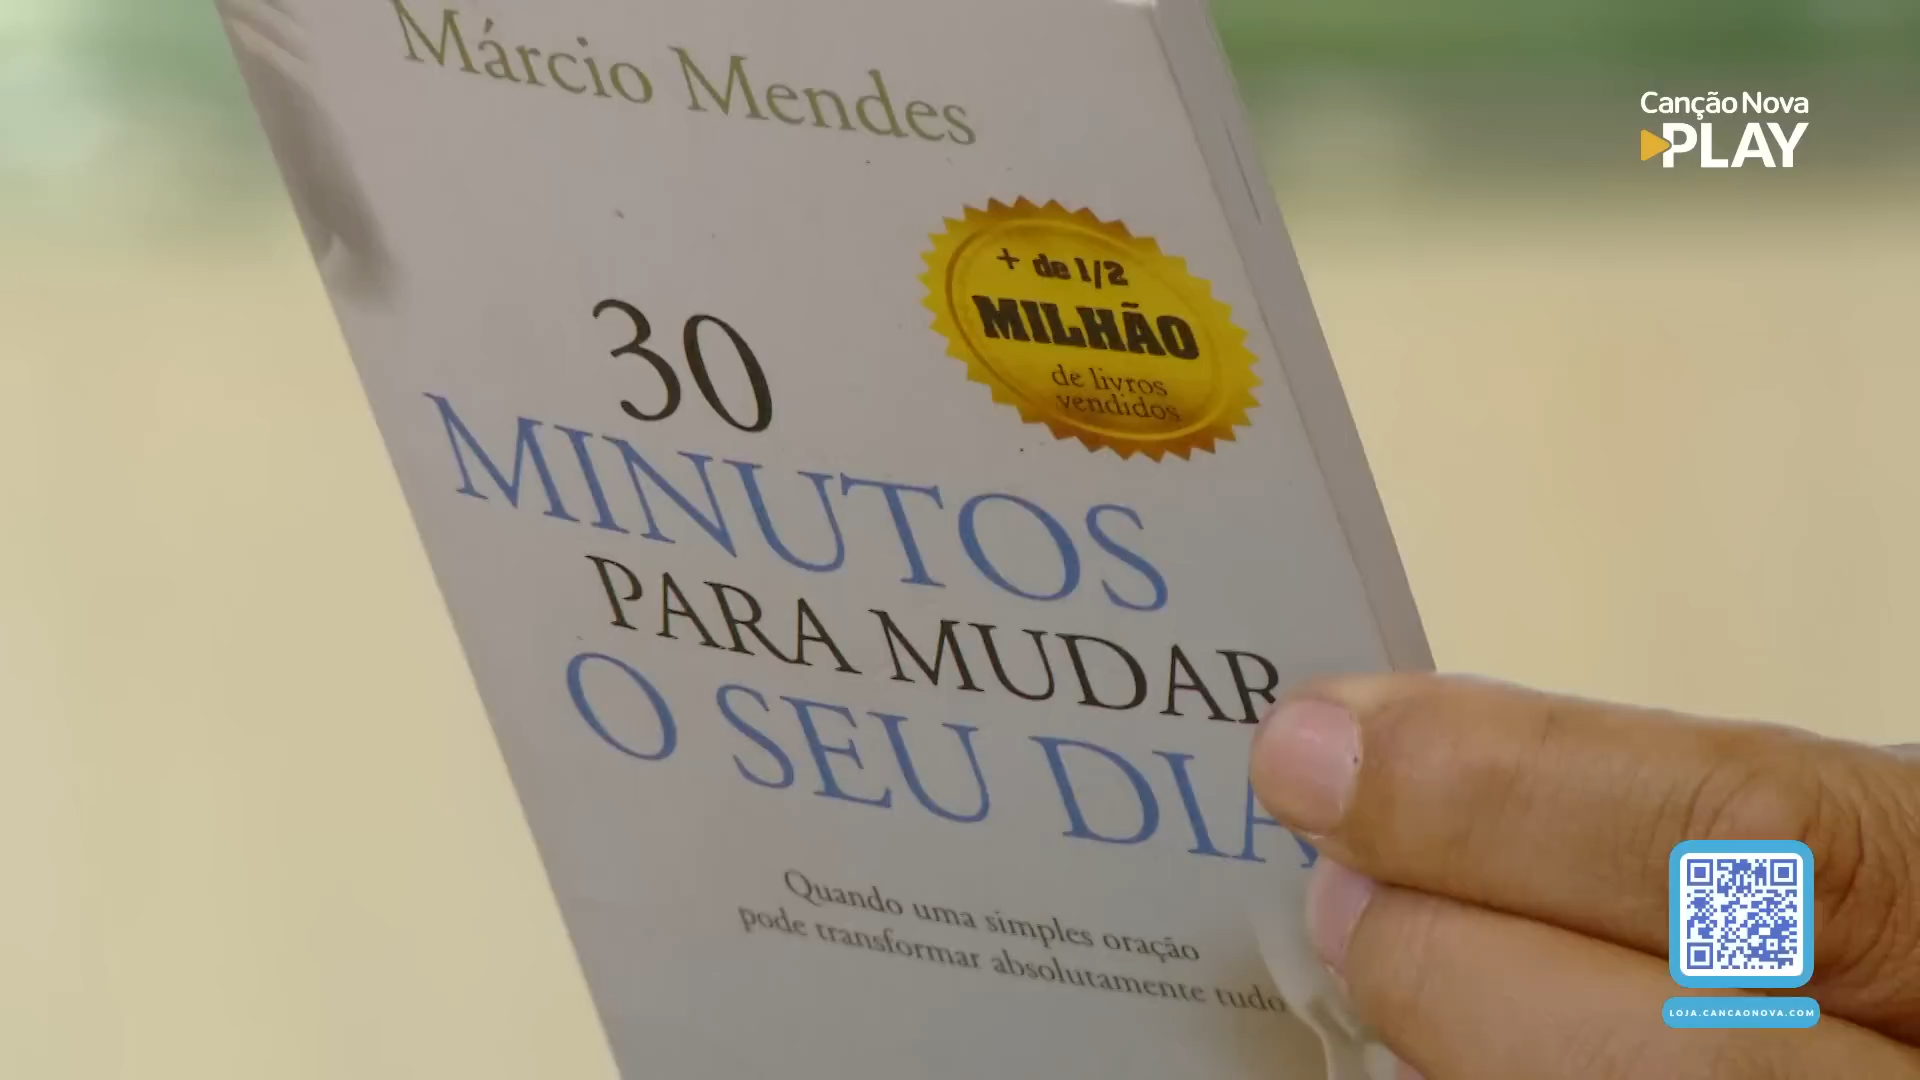 Márcio Mendes
Canção Nova
PLAY
+ de 1/2
MILHÃO
de livros
vendidos
30
MINUTOS
PARA MUDAR
O SEU DIA
Quando uma simples oração
pode transformar absolutamente tudo
LOJA.CANCAONOVA.COM